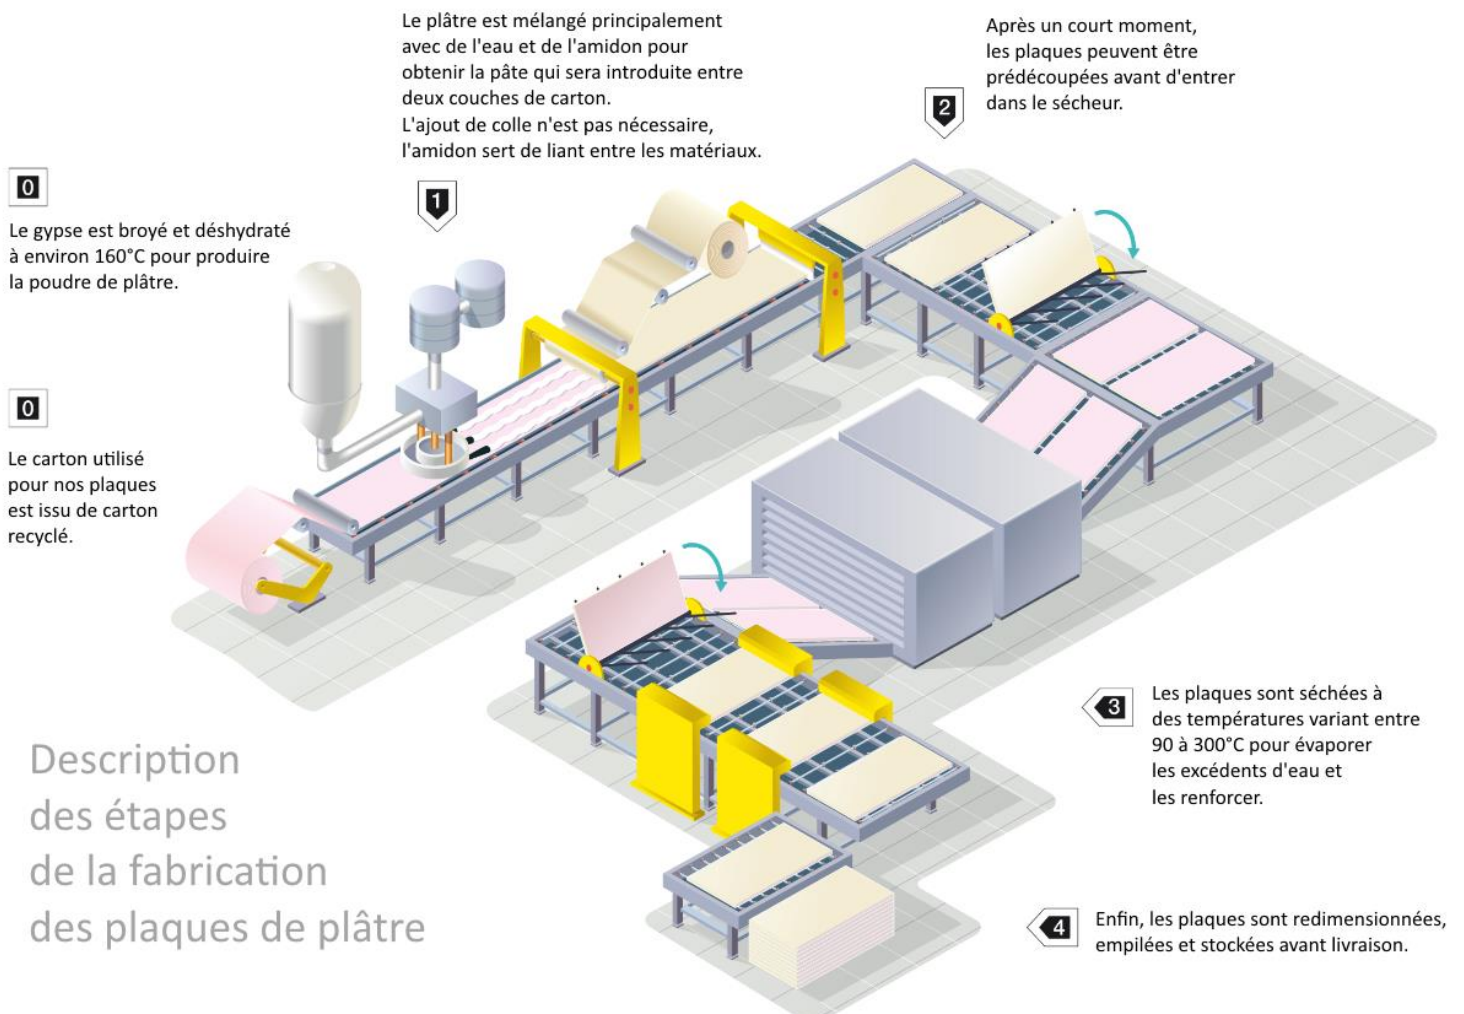 Le plâtre est mélangé principalement
avec de l'eau et de l'amidon pour
obtenir la pâte qui sera introduite entre
deux couches de carton.
L'ajout de colle n'est pas nécessaire,
l'amidon sert de liant entre les matériaux.
1
Après un court moment,
les plaques peuvent être
prédécoupées avant d'entrer
dans le sécheur.
2
0
Le gypse est broyé et déshydraté
à environ 160°C pour produire
la poudre de plâtre.
0
Le carton utilisé
pour nos plaques
est issu de carton
recyclé.
3
Les plaques sont séchées à
des températures variant entre
90 à 300°C pour évaporer
les excédents d'eau et
les renforcer.
Description
des étapes
de la fabrication
des plaques de plâtre
4
Enfin, les plaques sont redimensionnées,
empilées et stockées avant livraison.